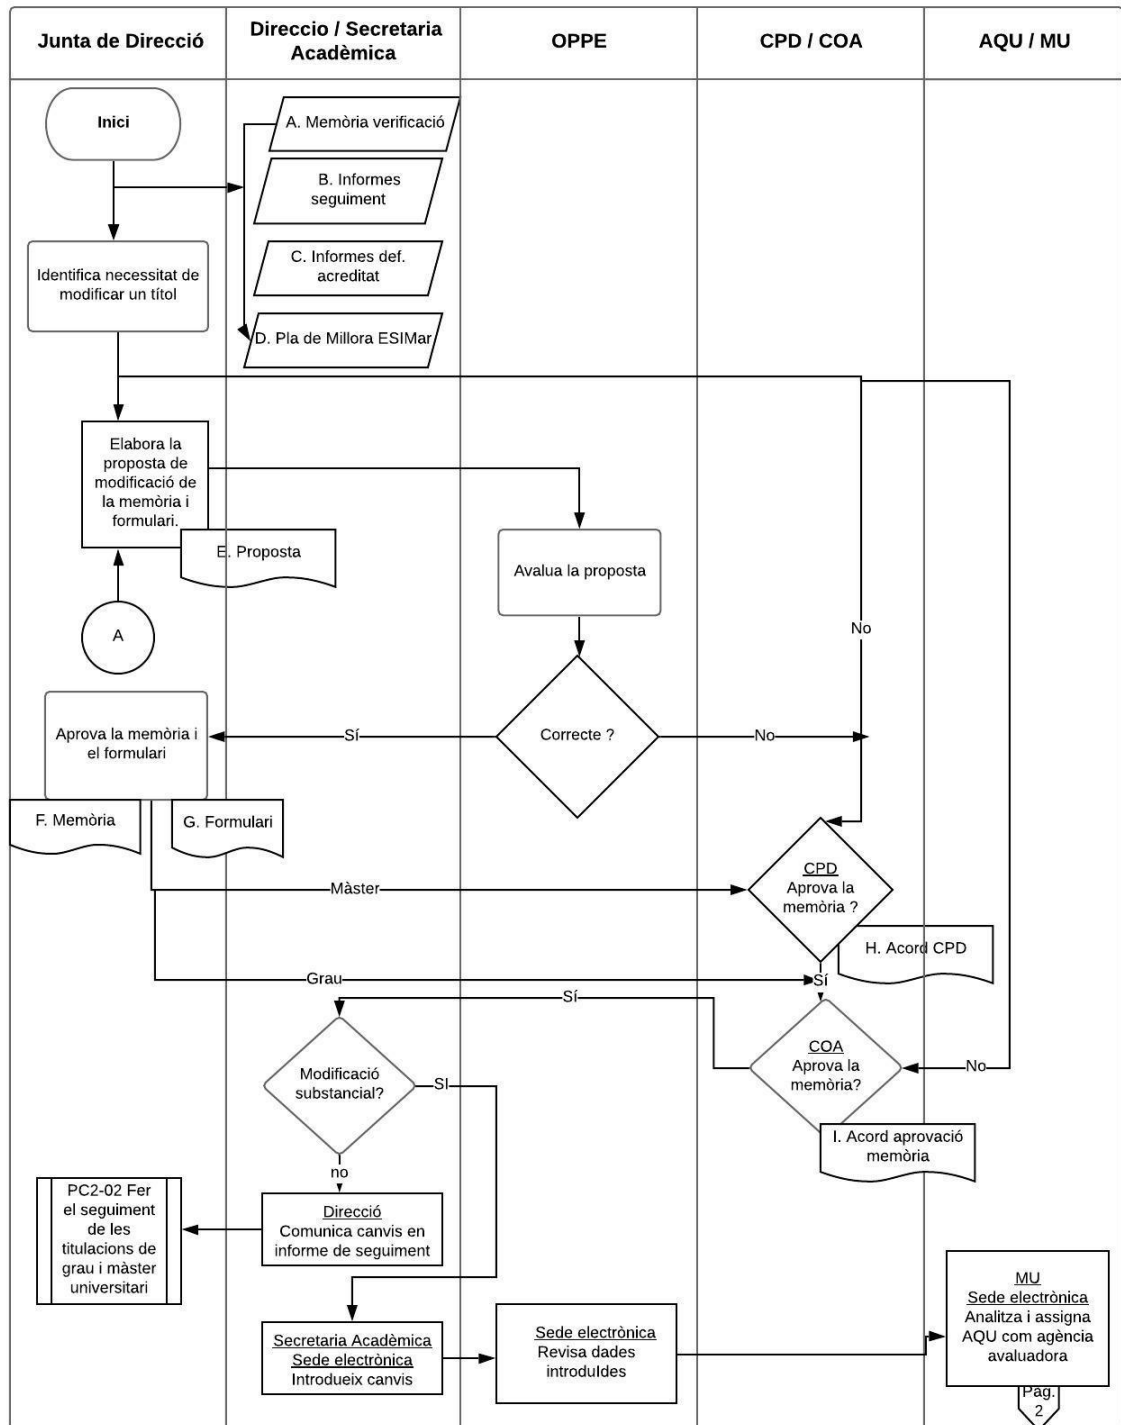 Junta de Direcció
Direccio / Secretaria
Acadèmica
OPPE
CPD / COA
AQU / MU
Inici
A. Memòria verificació
B. Informes
seguiment
C. Informes def.
acreditat
D. Pla de Millora ESIMar
Identifica necessitat de
modificar un títol
Elabora la
proposta de
modificació de
la memòria i
formulari.
E. Proposta
Avalua la proposta
A
No
Aprova la memòria i
el formulari
Sí
Correcte ?
No
F. Memòria
G. Formulari
Màster
CPD
Aprova la
memòria ?
H. Acord CPD
Grau
Sí
Sí
COA
Aprova la
memòria?
No
Modificació
substancial?
SI
I. Acord aprovació
memòria
no
PC2-02 Fer
el seguiment
de les
titulacions de
grau i màster
universitari
Direcció
Comunica canvis en
informe de seguiment
Secretaria Acadèmica
Sede electrònica
Introdueix canvis
Sede electrònica
Revisa dades
introduIdes
MU
Sede electrònica
Analitza i assigna
AQU com agència
avaluadora
Pàg.
2